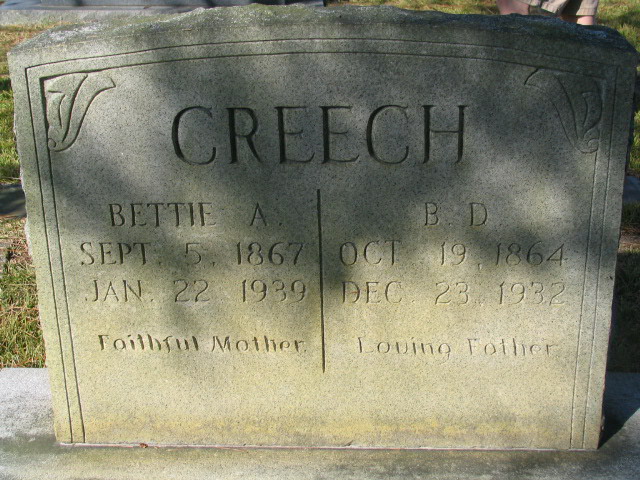 CREECH
BETTIE A.
SEPT. 5, 1867
JAN. 22 1939
Faithful Mother.
B. D.
OCT. 19, 1864
DEC. 23, 1932
Loving Father